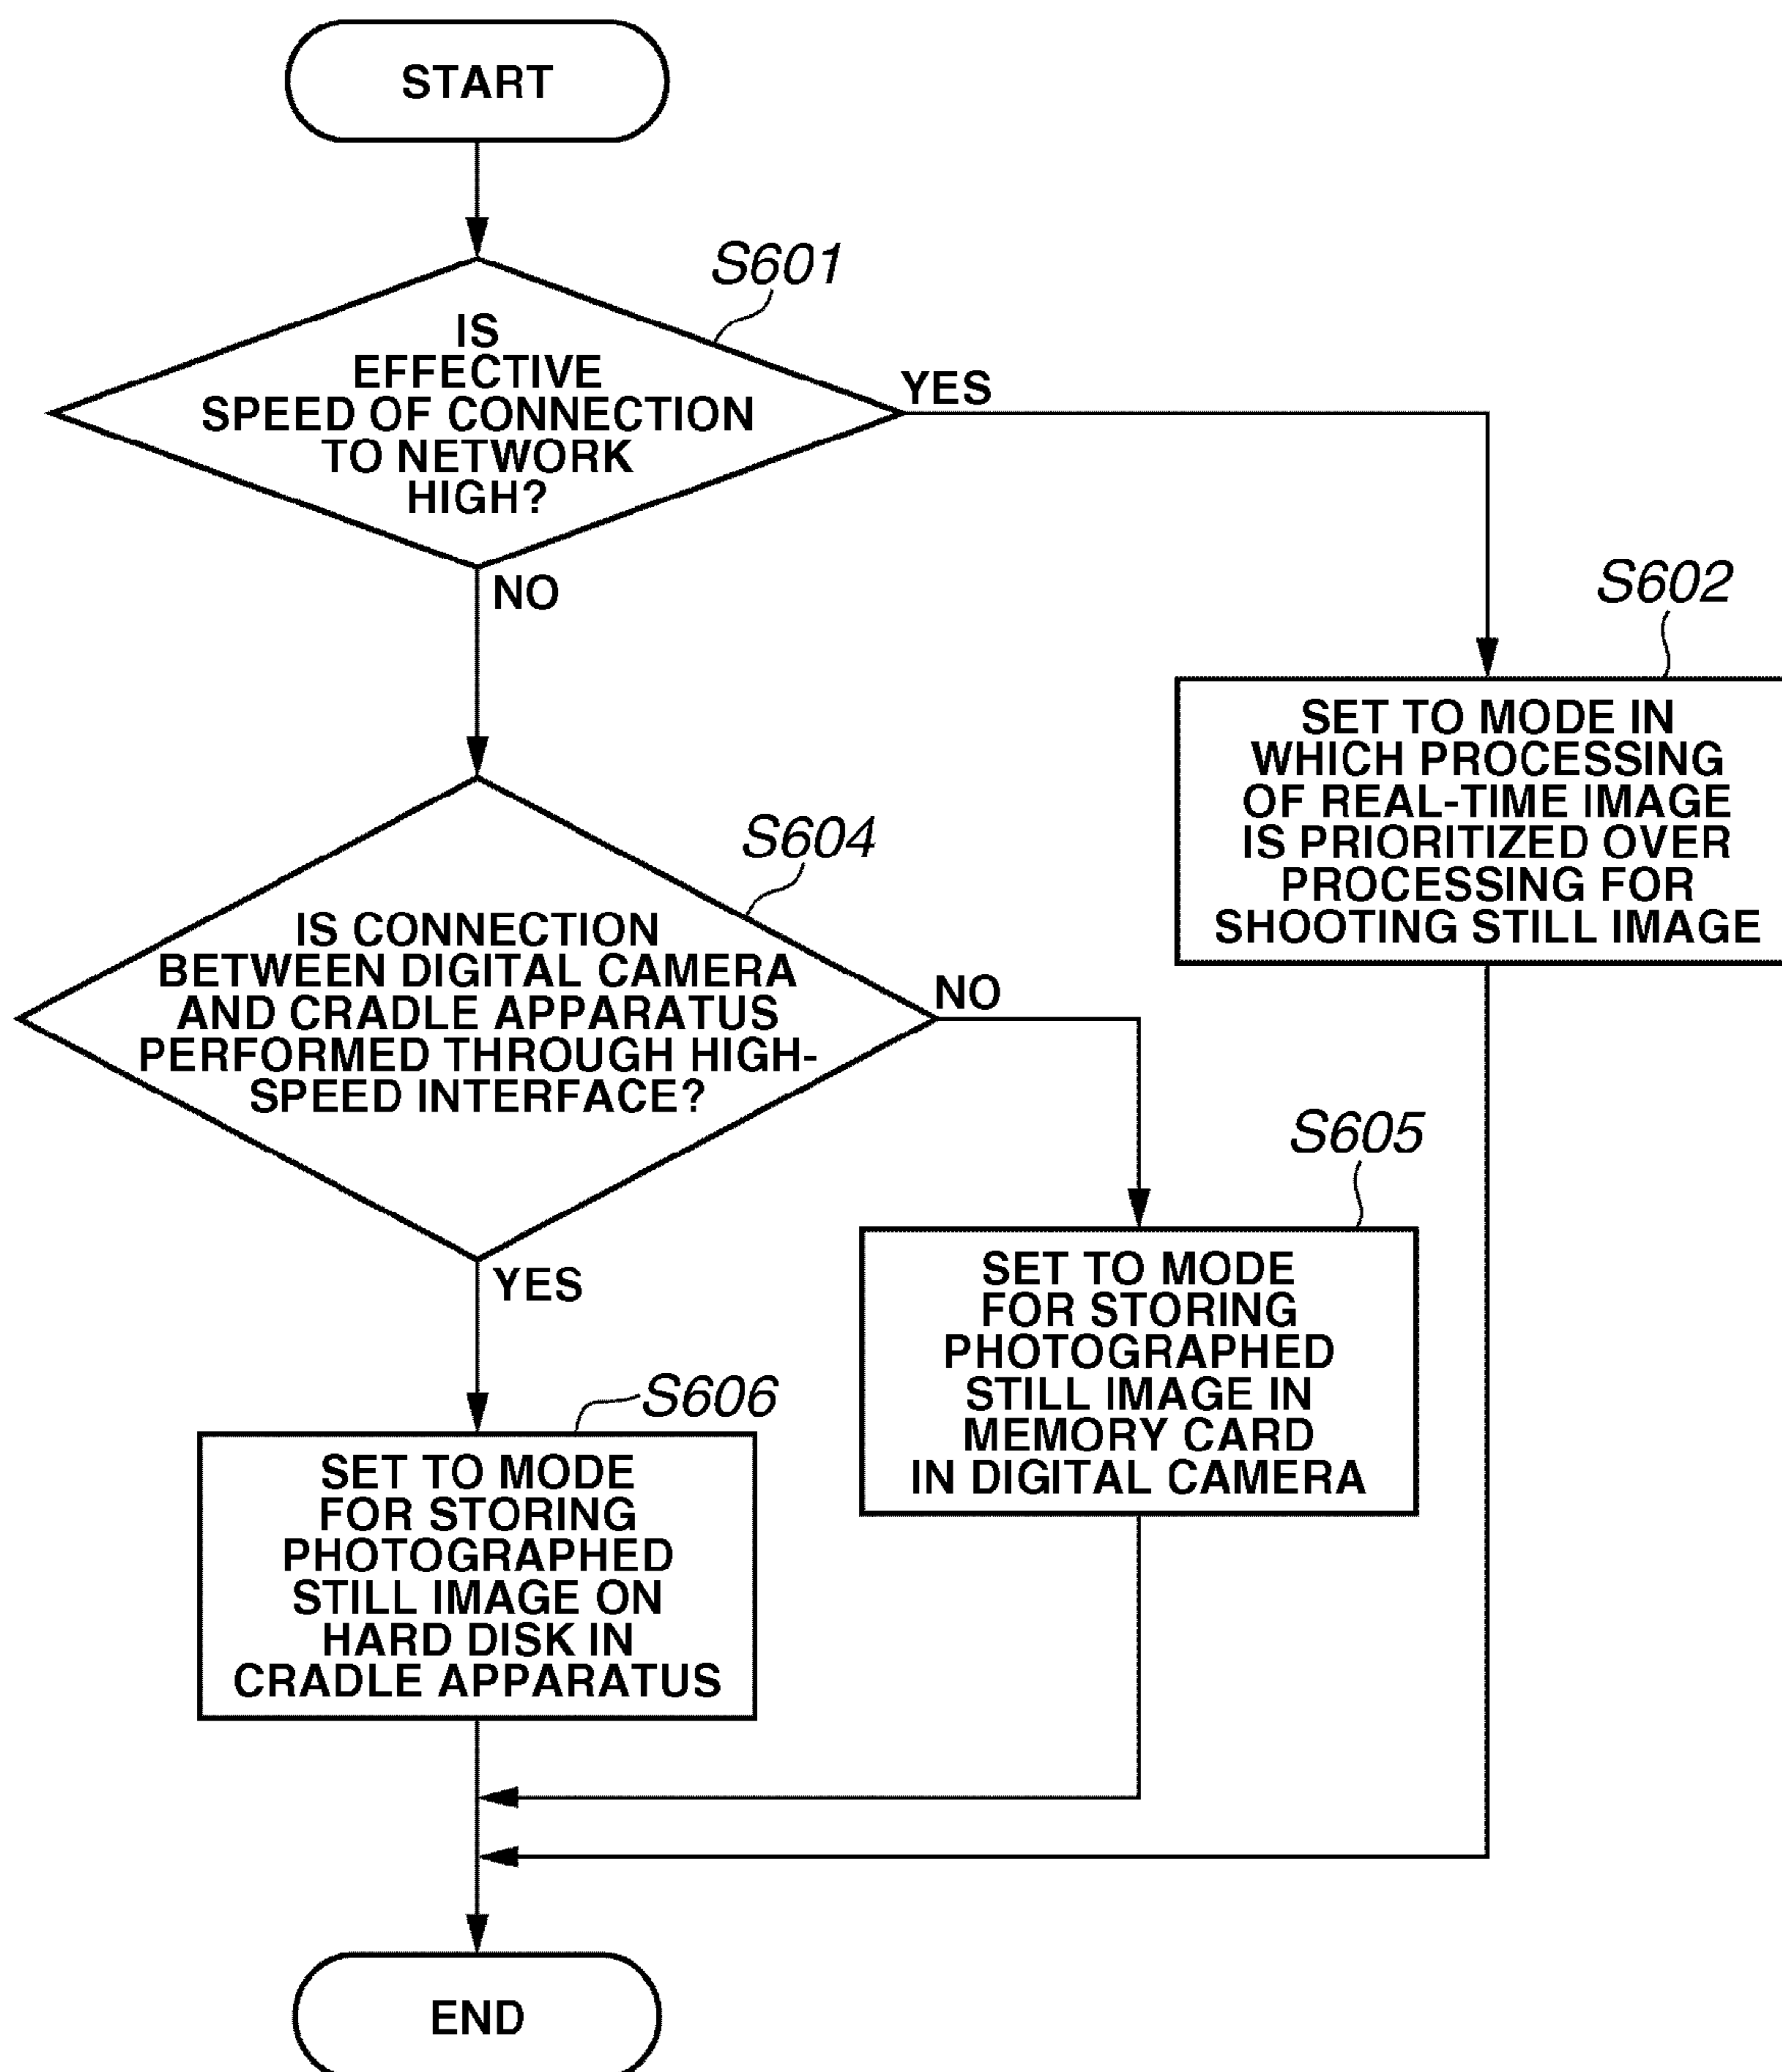 START
S601
IS
EFFECTIVE
SPEED OF CONNECTION
TO NETWORK
HIGH?
YES
NO
S602
SET TO MODE IN
WHICH PROCESSING
OF REAL-TIME IMAGE
IS PRIORITIZED OVER
PROCESSING FOR
SHOOTING STILL IMAGE
S604
IS CONNECTION
BETWEEN DIGITAL CAMERA
AND CRADLE APPARATUS
PERFORMED THROUGH HIGH-
SPEED INTERFACE?
NO
YES
S605
SET TO MODE
FOR STORING
PHOTOGRAPHED
STILL IMAGE IN
MEMORY CARD
IN DIGITAL CAMERA
S606
SET TO MODE
FOR STORING
PHOTOGRAPHED
STILL IMAGE ON
HARD DISK IN
CRADLE APPARATUS
END